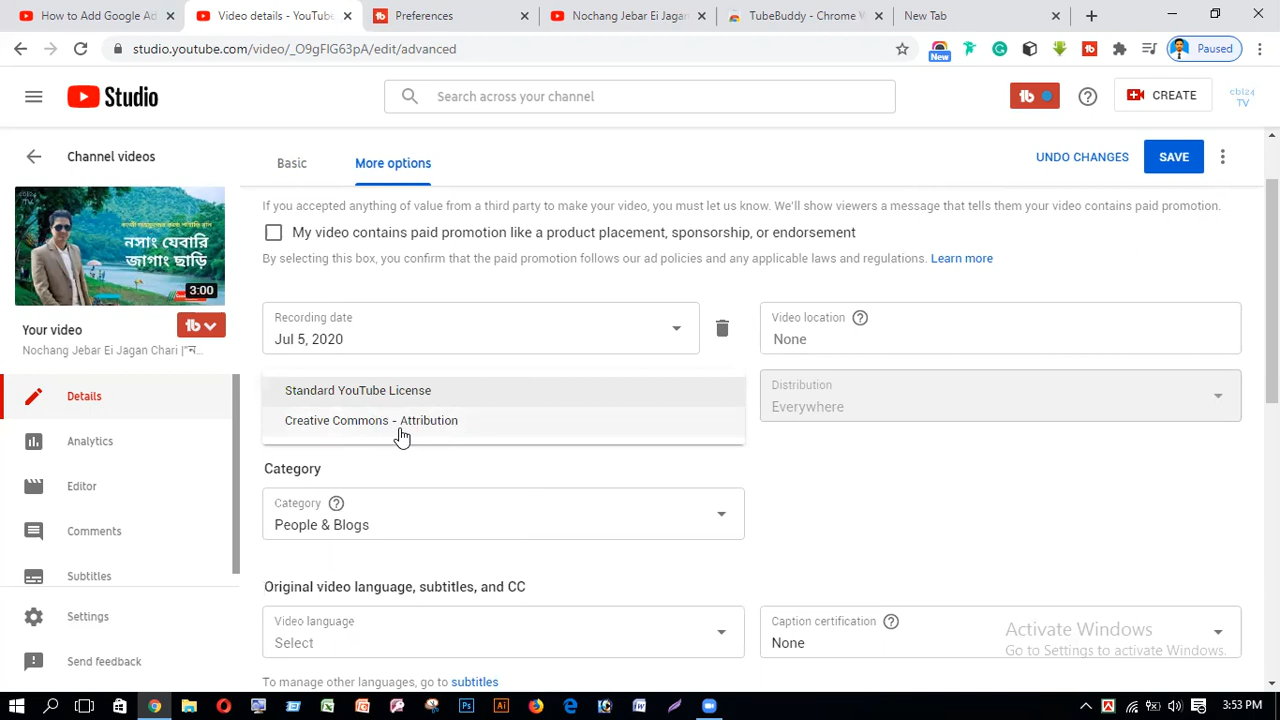 How to Add Google Ad
Video details - YouTube
Preferences
Nochang Jebar Ei Jagan
TubeBuddy - Chrome W
New Tab
studio.youtube.com/video/_O9gFIG63pA/edit/advanced
New
Paused
Studio
Search across your channel
CREATE
cbi24
TV
Channel videos
Basic
More options
UNDO CHANGES
SAVE
If you accepted anything of value from a third party to make your video, you must let us know. We'll show viewers a message that tells them your video contains paid promotion.
My video contains paid promotion like a product placement, sponsorship, or endorsement
By selecting this box, you confirm that the paid promotion follows our ad policies and any applicable laws and regulations. Learn more
নসাং যেবারি
জাগাং ছাড়ি
3:00
Your video
Nochang Jebar Ei Jagan Chari
Recording date
Jul 5, 2020
Video location
None
Standard YouTube License
Creative Commons - Attribution
Distribution
Everywhere
Details
Analytics
Editor
Comments
Subtitles
Settings
Send feedback
Category
Category
People & Blogs
Original video language, subtitles, and CC
Video language
Select
Caption certification
None
To manage other languages, go to subtitles
Activate Windows
Go to Settings to activate Windows.
3:53 PM